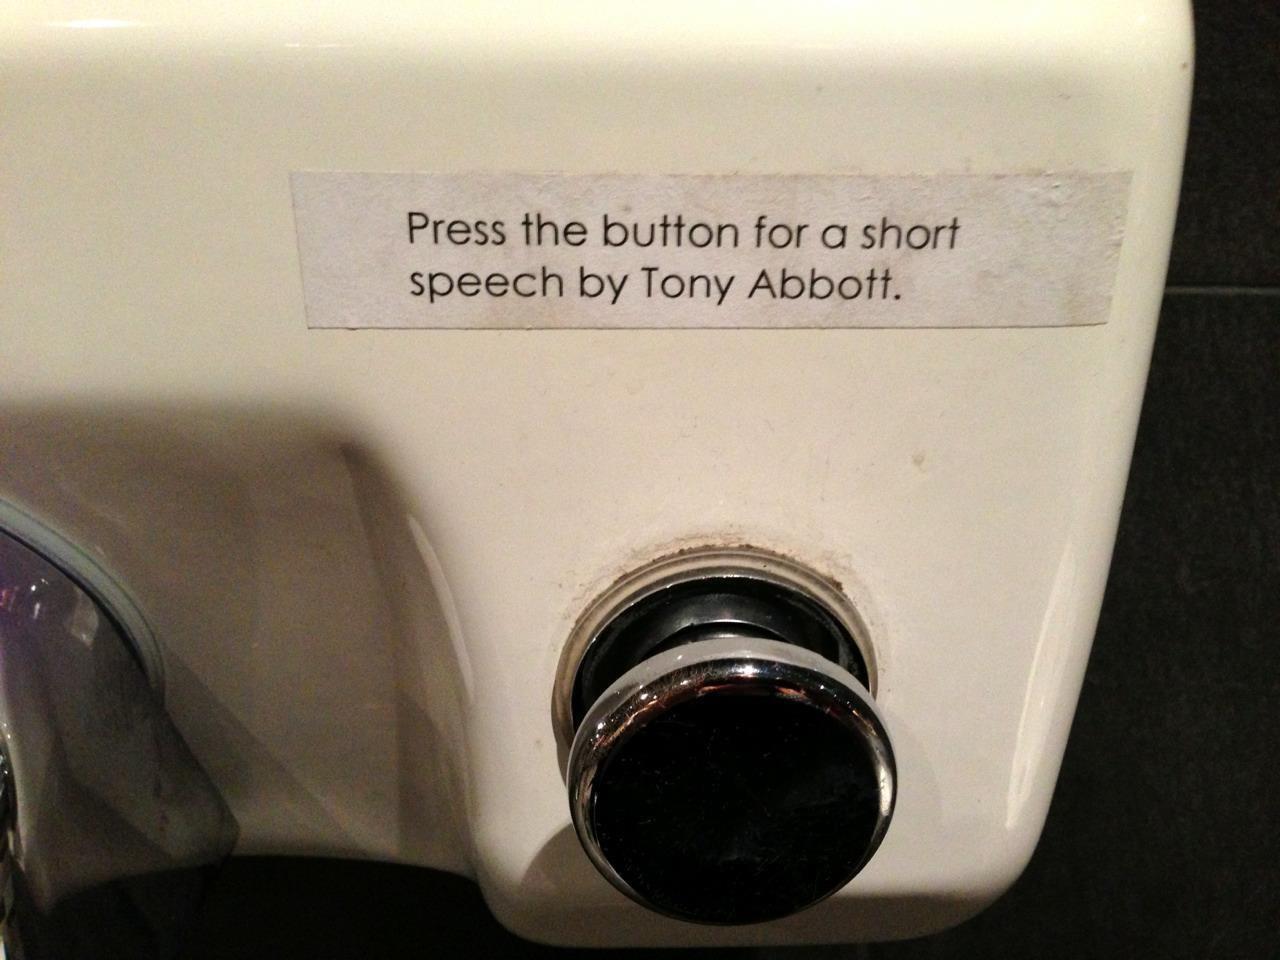 Press the button for a short
speech by Tony Abbott.